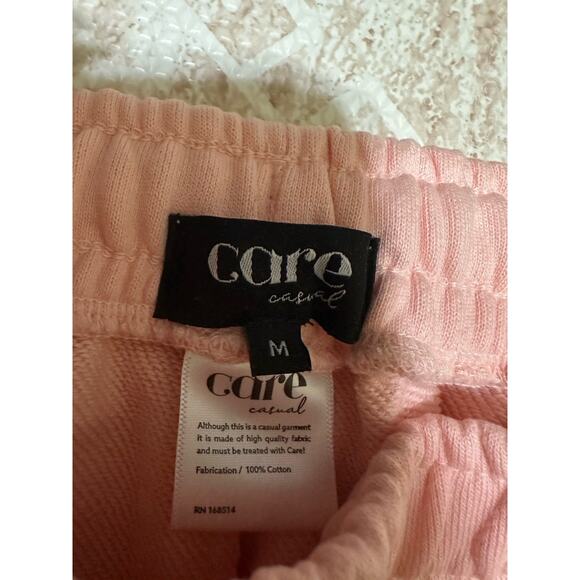 care
casual
M
care
casual
Although this is a casual garment
it is made of high quality fabric;
and must be treated with Care!
Fabrication / 100% Cotton
RN 168514